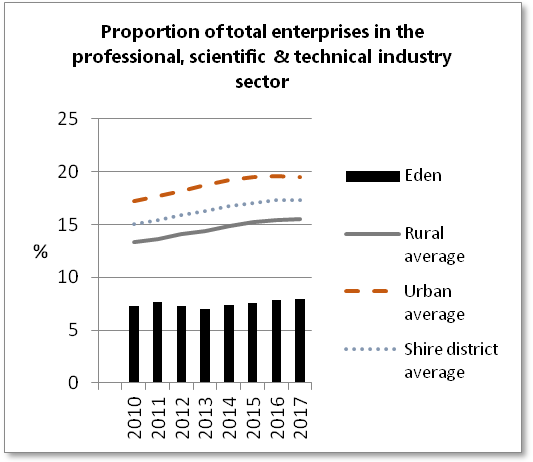 Proportion of total enterprises in the
professional, scientific & technical industry
sector
25
20
15
10
5
0
%
2010
2011
2012
2013
2014
2015
2016
2017
Eden
Rural
average
Urban
average
Shire district
average